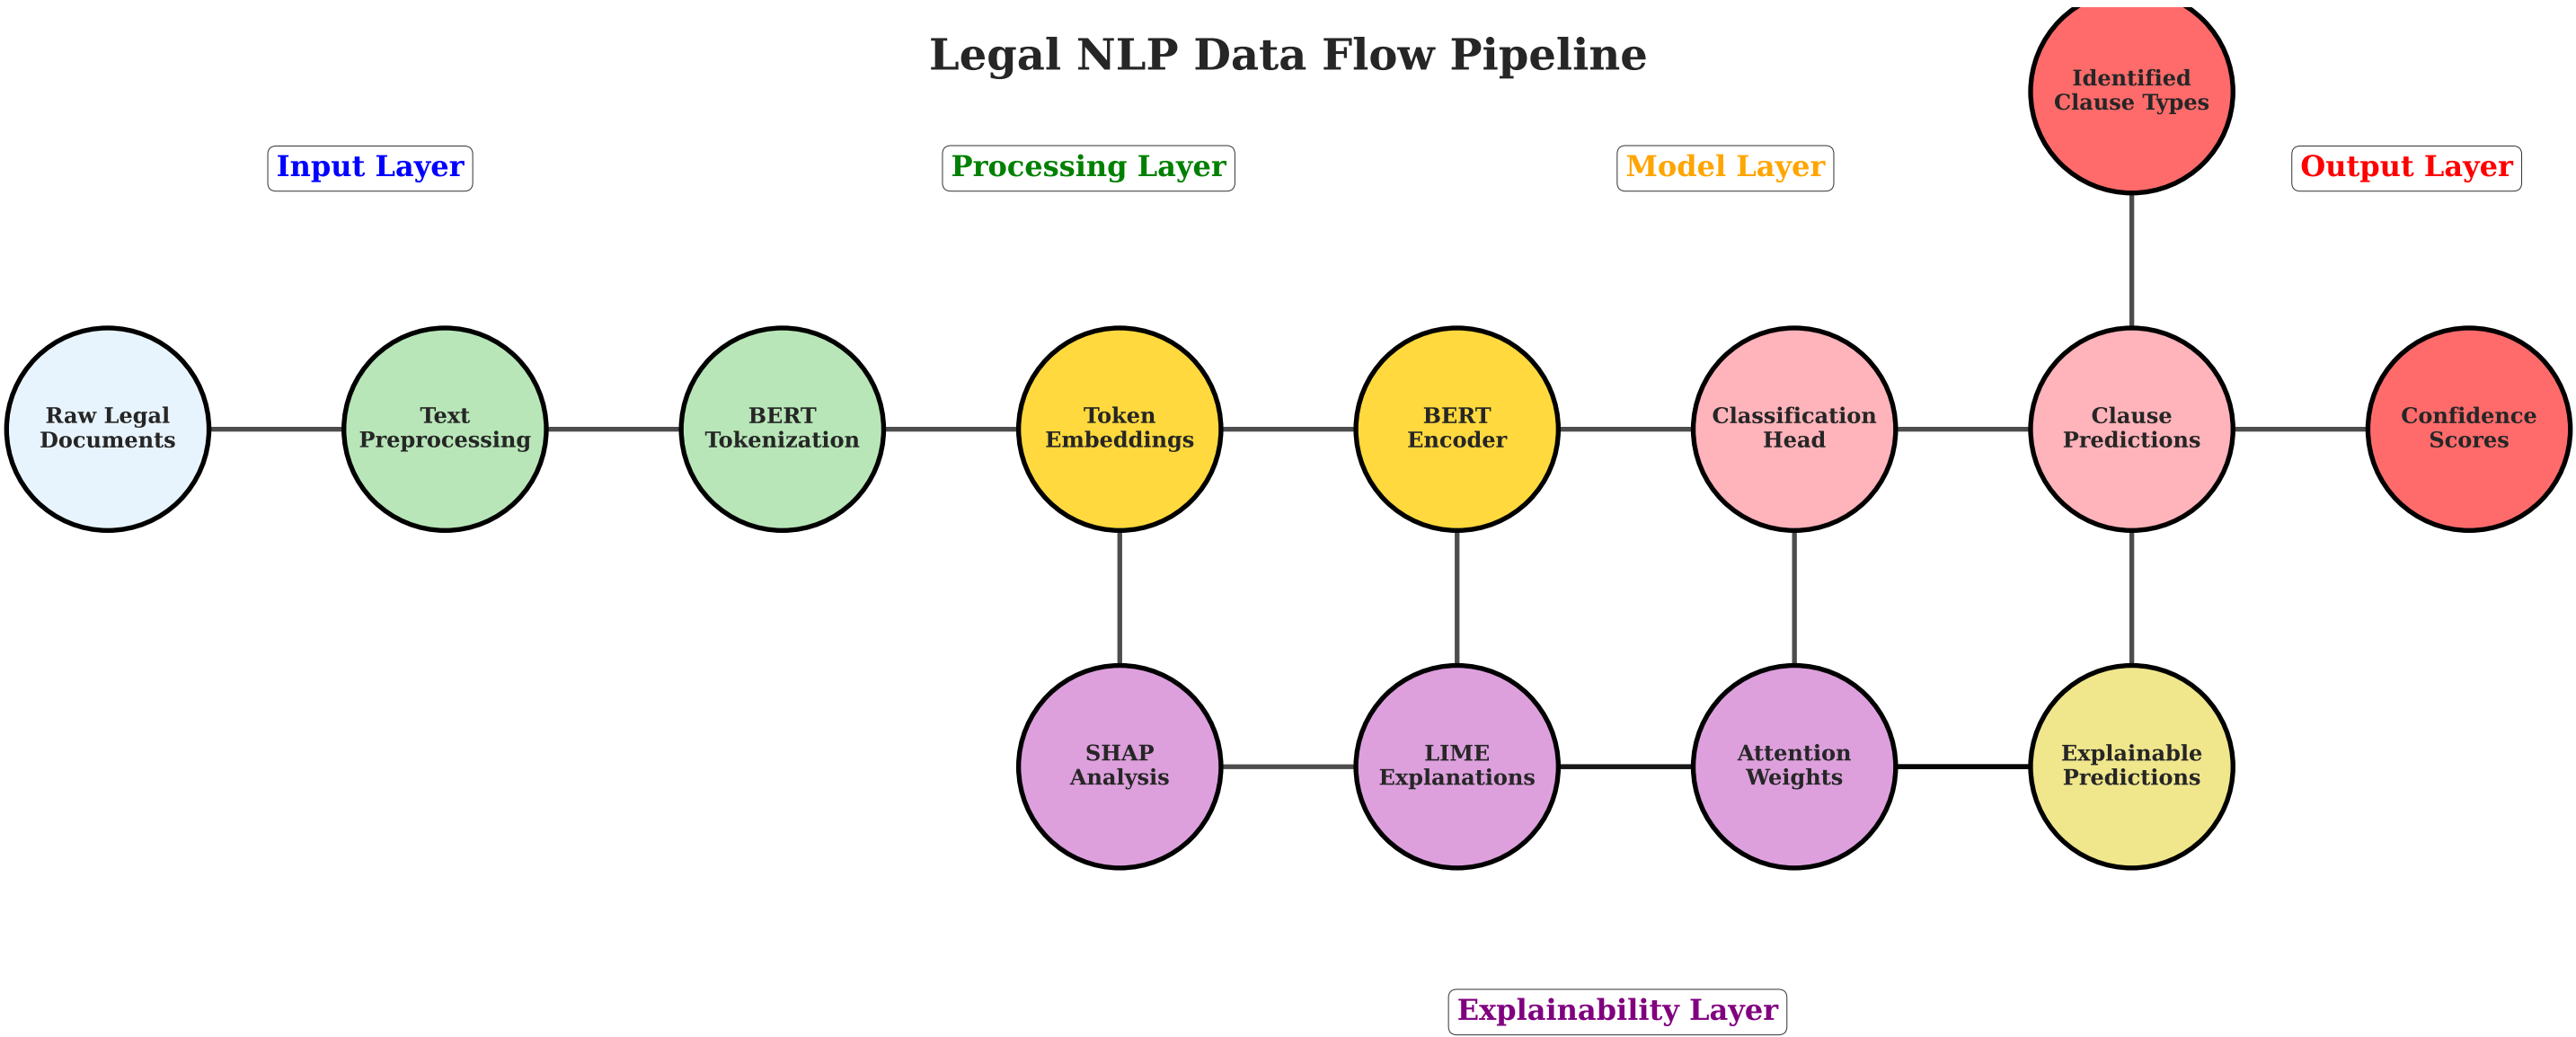 Legal NLP Data Flow Pipeline
Identified
Clause Types
Input Layer
Processing Layer
Model Layer
Output Layer
Raw Legal
Documents
Text
Preprocessing
BERT
Tokenization
Token
Embeddings
BERT
Encoder
Classification
Head
Clause
Predictions
Confidence
Scores
SHAP
Analysis
LIME
Explanations
Attention
Weights
Explainable
Predictions
Explainability Layer